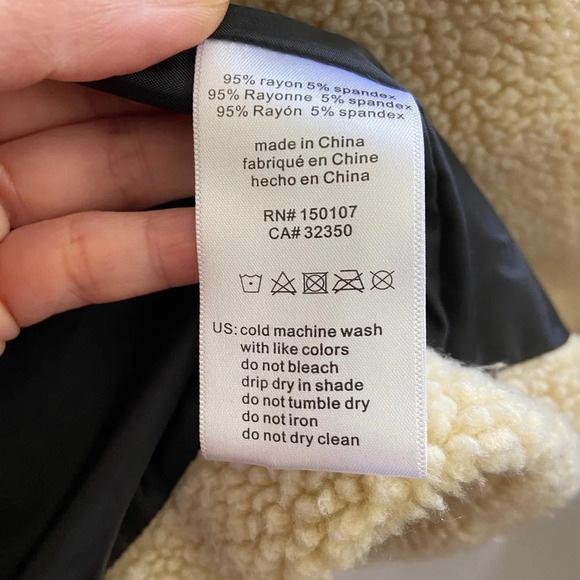 95% rayon 5% spandex
95% Rayonne 5% spandex
95% Rayón 5% spandex
made in China
fabriqué en Chine
hecho en China
RN# 150107
CA# 32350
US: cold machine wash
with like colors
do not bleach
drip dry in shade
do not tumble dry
do not iron
do not dry clean